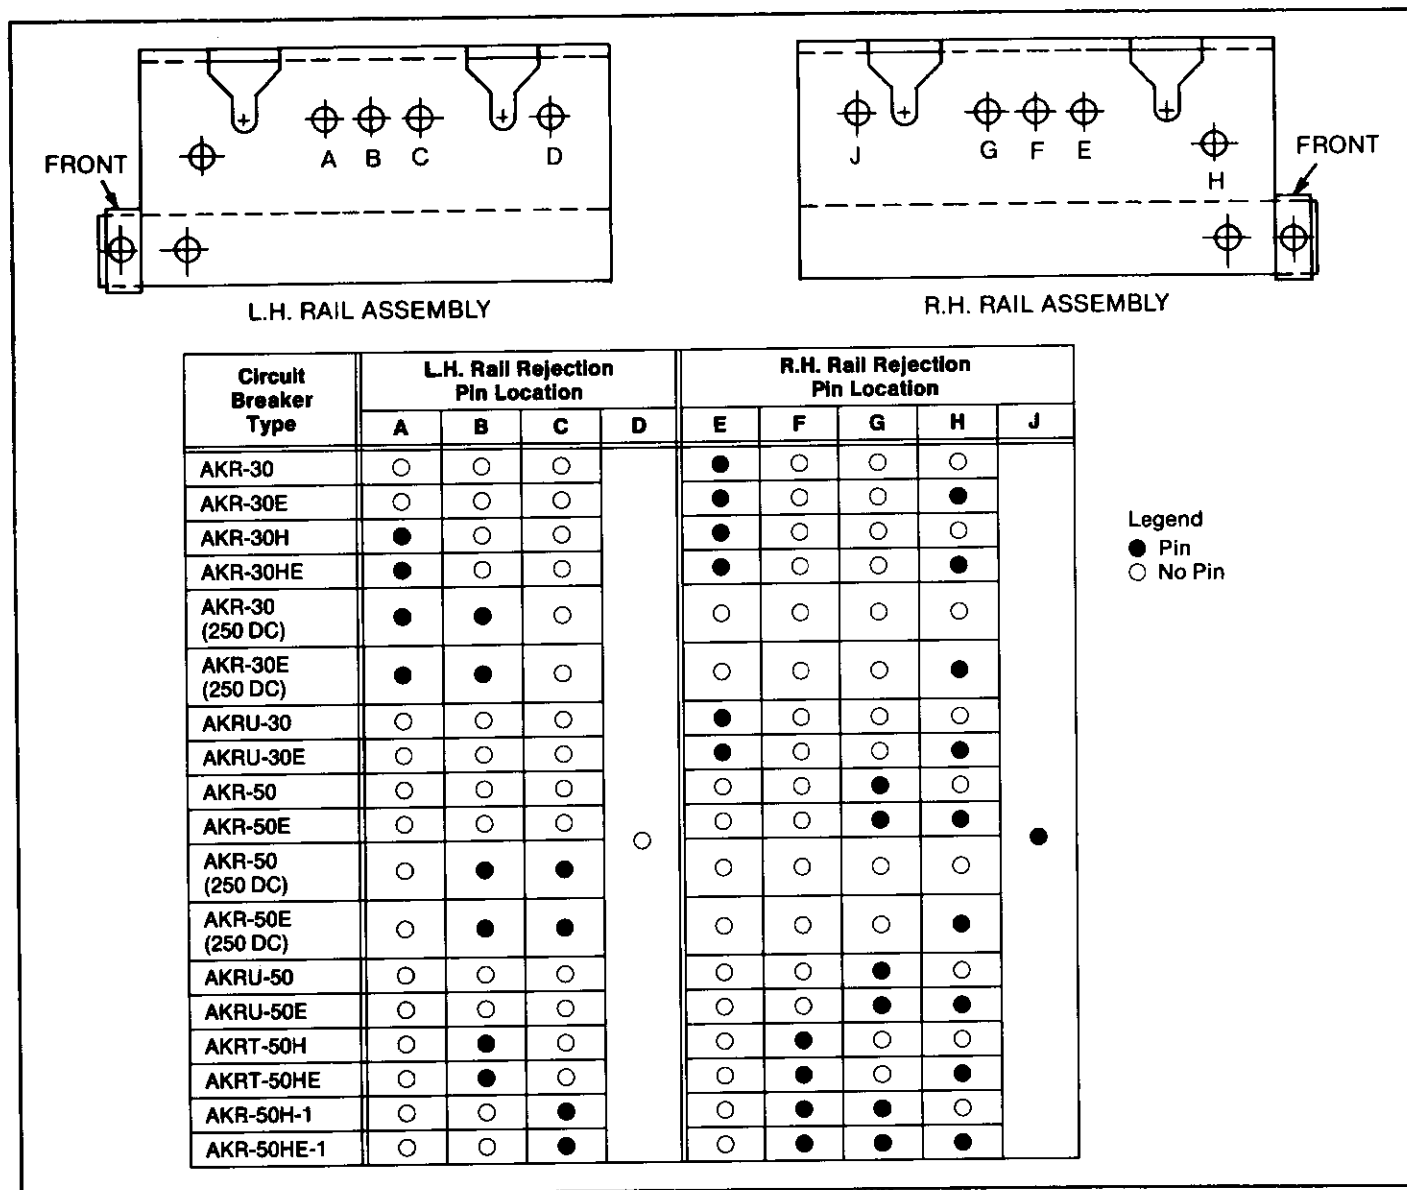 FRONT
A B C D
L.H. RAIL ASSEMBLY
J G F E H
FRONT
R.H. RAIL ASSEMBLY
Circuit Breaker Type
L.H. Rail Rejection Pin Location
R.H. Rail Rejection Pin Location
A B C D E F G H J
AKR-30 ○ ○ ○ ● ○ ○ ○
AKR-30E ○ ○ ○ ● ○ ○ ●
AKR-30H ● ○ ○ ● ○ ○ ○
AKR-30HE ● ○ ○ ● ○ ○ ●
AKR-30 (250 DC) ● ● ○ ○ ○ ○ ○
AKR-30E (250 DC) ● ● ○ ○ ○ ○ ●
AKRU-30 ○ ○ ○ ● ○ ○ ○
AKRU-30E ○ ○ ○ ● ○ ○ ●
AKR-50 ○ ○ ○ ○ ○ ● ○
AKR-50E ○ ○ ○ ○ ○ ● ●
○ ●
AKR-50 (250 DC) ○ ● ● ○ ○ ○ ○
AKR-50E (250 DC) ○ ● ● ○ ○ ○ ●
AKRU-50 ○ ○ ○ ○ ○ ● ○
AKRU-50E ○ ○ ○ ○ ○ ● ●
AKRT-50H ○ ● ○ ○ ● ○ ○
AKRT-50HE ○ ● ○ ○ ● ○ ●
AKR-50H-1 ○ ○ ● ○ ● ● ○
AKR-50HE-1 ○ ○ ● ○ ● ● ●
Legend
● Pin
○ No Pin